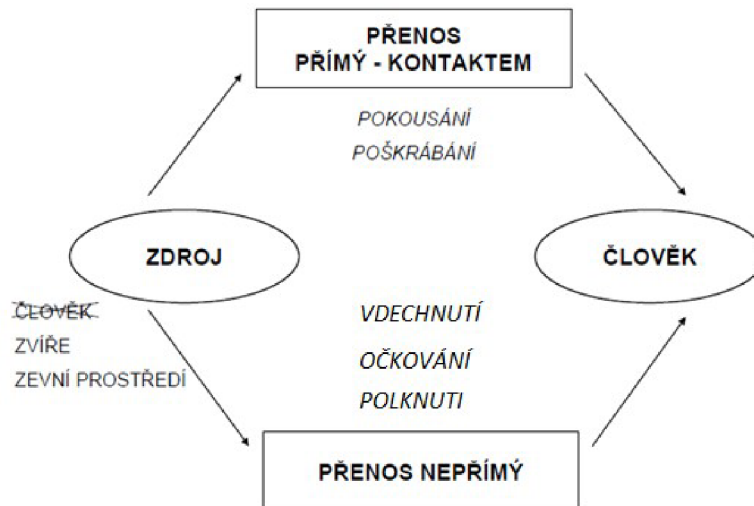 PŘENOS
PŘÍMÝ - KONTAKTEM
POKOUSÁNÍ
POŠKRÁBÁNÍ
ZDROJ
ČLOVĚK
ČLOVĚK
ZVÍŘE
ZEVNÍ PROSTŘEDÍ
VDECHNUTÍ
OČKOVÁNÍ
POLKNUTI
PŘENOS NEPŘÍMÝ